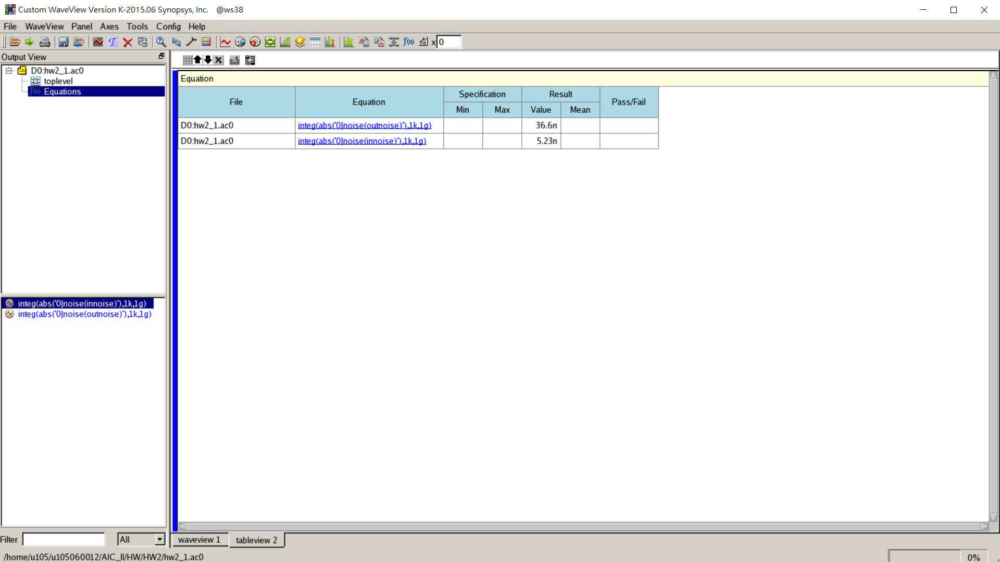 Custom WaveView Version K-2015.06 Synopsys, Inc. @ws38
File WaveView Panel Axes Tools Config Help
x 0
Output View
D0:hw2_1.ac0
toplevel
f(x) Equations
Equation
File Equation Specification Result Pass/Fail
Min Max Value Mean
D0:hw2_1.ac0 integ(abs('0|noise(outnoise)'),1k,1g) 36.6n
D0:hw2_1.ac0 integ(abs('0|noise(innoise)'),1k,1g) 5.23n
integ(abs('0|noise(innoise)'),1k,1g)
integ(abs('0|noise(outnoise)'),1k,1g)
Filter All
waveview 1 tableview 2
/home/u105/u105060012/AIC_II/HW/HW2/hw2_1.ac0 0%